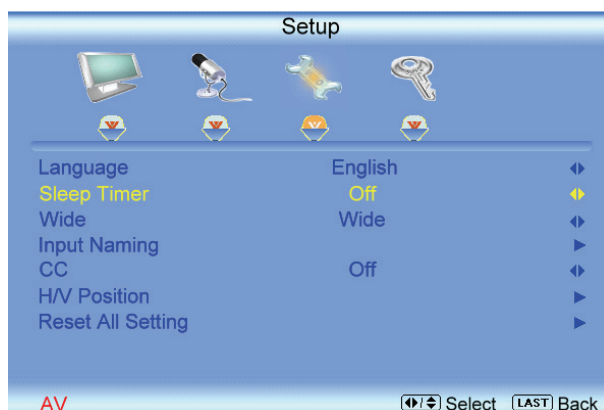 Setup
Language English
Sleep Timer Off
Wide Wide
Input Naming
CC Off
H/V Position
Reset All Setting
AV Select LAST Back